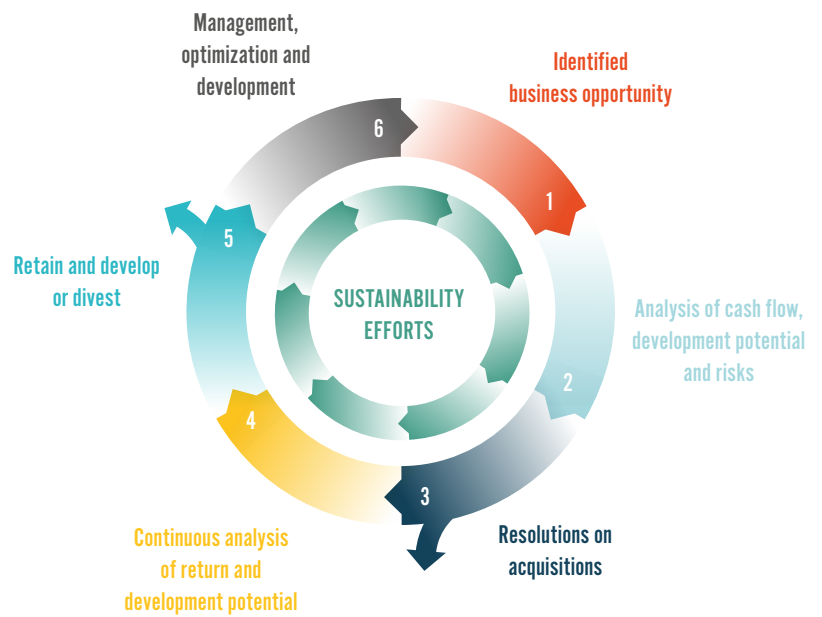 Management,
optimization and
development
Identified
business opportunity
6
1
5
Retain and develop
or divest
SUSTAINABILITY
EFFORTS
Analysis of cash flow,
development potential
and risks
2
4
3
Continuous analysis
of return and
development potential
Resolutions on
acquisitions